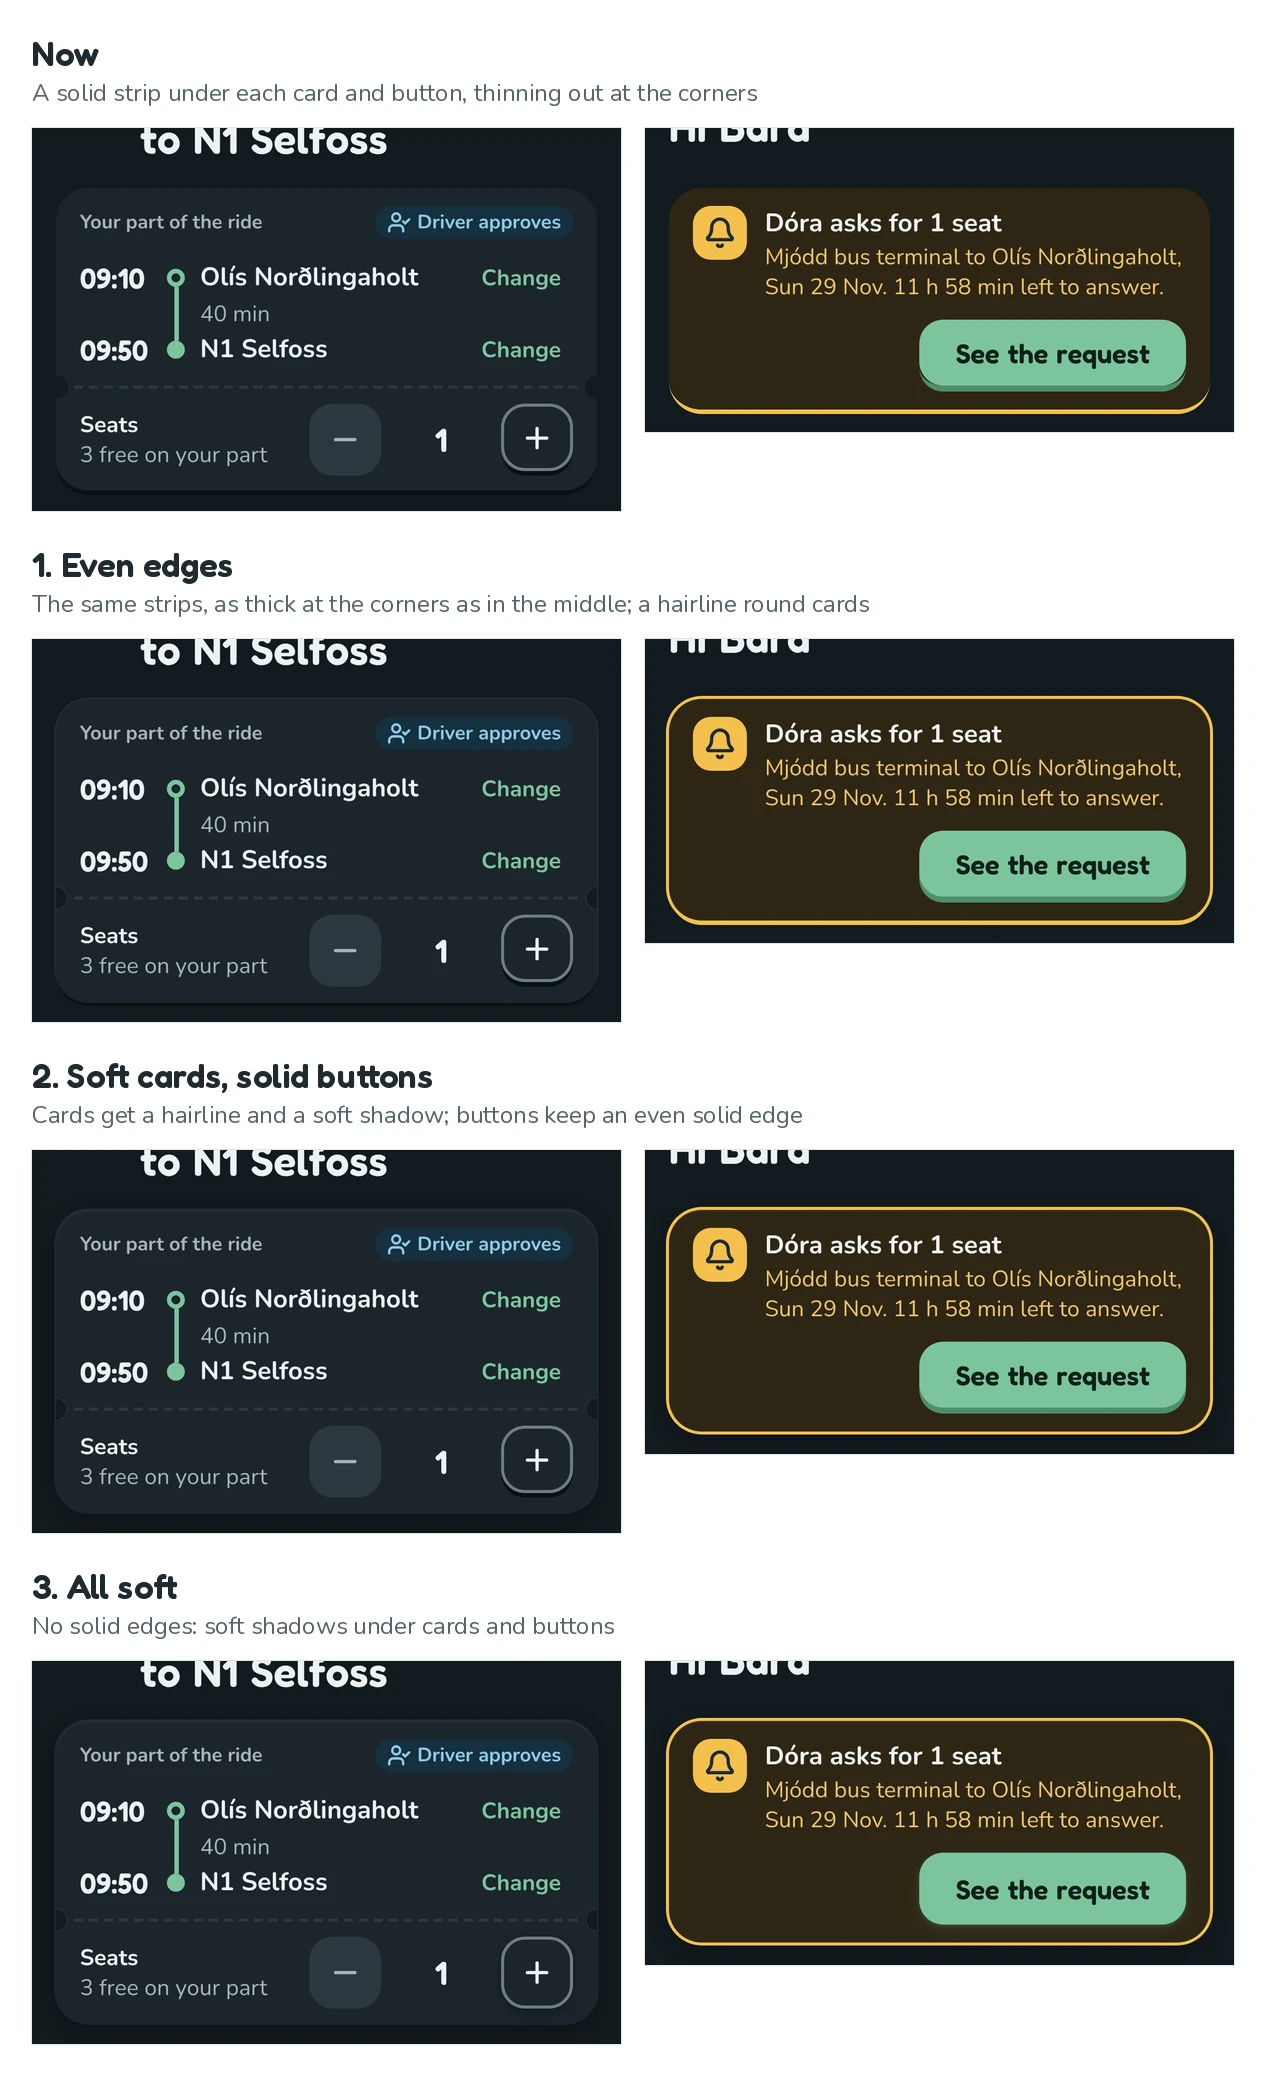 Now
A solid strip under each card and button, thinning out at the corners
to N1 Selfoss
Your part of the ride
Driver approves
09:10
Olís Norðlingaholt
Change
40 min
09:50
N1 Selfoss
Change
Seats
3 free on your part
1
Hi Bára
Dóra asks for 1 seat
Mjódd bus terminal to Olís Norðlingaholt,
Sun 29 Nov. 11 h 58 min left to answer.
See the request
1. Even edges
The same strips, as thick at the corners as in the middle; a hairline round cards
to N1 Selfoss
Your part of the ride
Driver approves
09:10
Olís Norðlingaholt
Change
40 min
09:50
N1 Selfoss
Change
Seats
3 free on your part
1
Dóra asks for 1 seat
Mjódd bus terminal to Olís Norðlingaholt,
Sun 29 Nov. 11 h 58 min left to answer.
See the request
2. Soft cards, solid buttons
Cards get a hairline and a soft shadow; buttons keep an even solid edge
to N1 Selfoss
Your part of the ride
Driver approves
09:10
Olís Norðlingaholt
Change
40 min
09:50
N1 Selfoss
Change
Seats
3 free on your part
1
Dóra asks for 1 seat
Mjódd bus terminal to Olís Norðlingaholt,
Sun 29 Nov. 11 h 58 min left to answer.
See the request
3. All soft
No solid edges: soft shadows under cards and buttons
to N1 Selfoss
Your part of the ride
Driver approves
09:10
Olís Norðlingaholt
Change
40 min
09:50
N1 Selfoss
Change
Seats
3 free on your part
1
Dóra asks for 1 seat
Mjódd bus terminal to Olís Norðlingaholt,
Sun 29 Nov. 11 h 58 min left to answer.
See the request